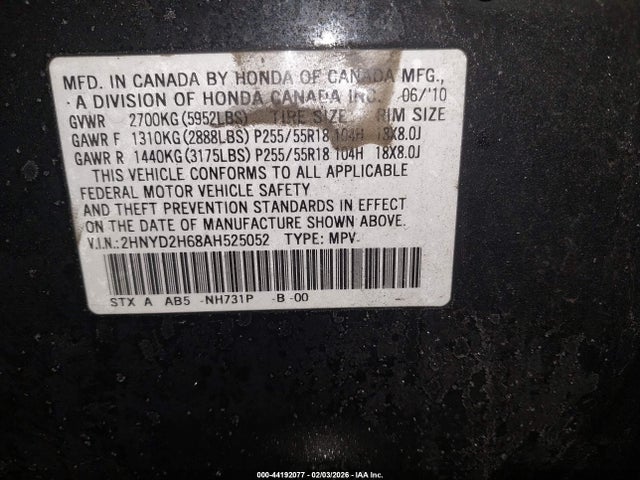 MFD. IN CANADA BY HONDA OF CANADA MFG.,
A DIVISION OF HONDA CANADA INC. 06/'10
GVWR 2700KG(5952LBS) TIRE SIZE RIM SIZE
GAWR F 1310KG(2888LBS) P255/55R18 104H 18X8.0J
GAWR R 1440KG(3175LBS) P255/55R18 104H 18X8.0J
THIS VEHICLE CONFORMS TO ALL APPLICABLE
FEDERAL MOTOR VEHICLE SAFETY
AND THEFT PREVENTION STANDARDS IN EFFECT
ON THE DATE OF MANUFACTURE SHOWN ABOVE.
V.I.N.:2HNYD2H68AH525052 TYPE: MPV
STX A AB5 -NH731P -B-00
000-44192077 - 02/03/2026 - IAA Inc.